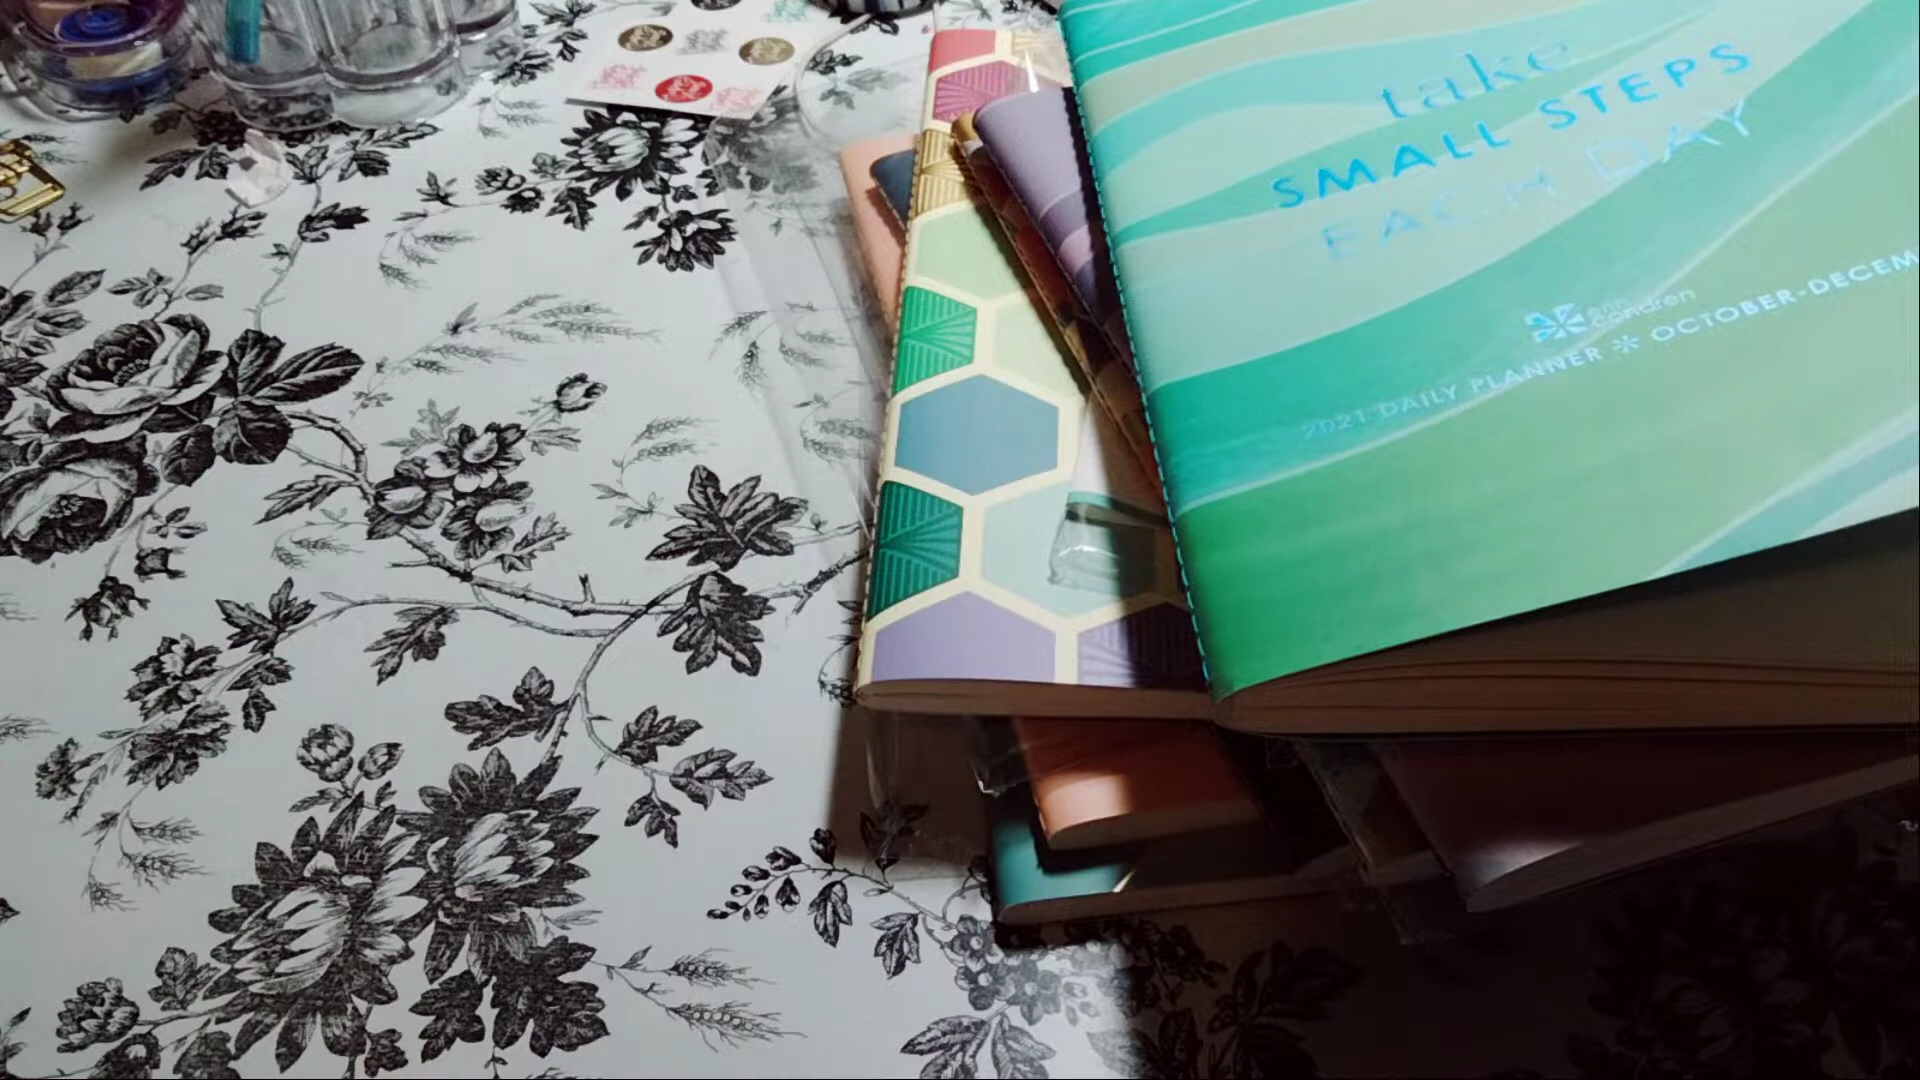 take
SMALL STEPS
EACH DAY
erin condren
2021 DAILY PLANNER * OCTOBER-DECEM